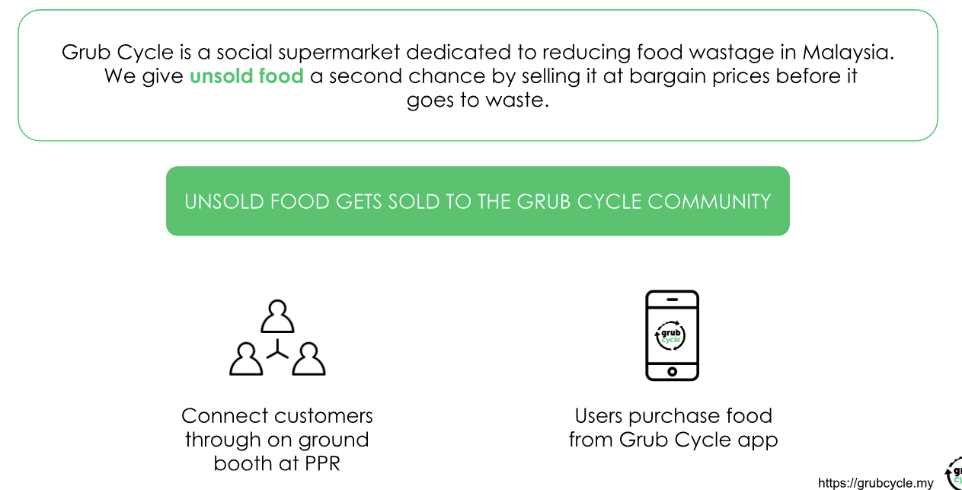 Grub Cycle is a social supermarket dedicated to reducing food wastage in Malaysia.
We give unsold food a second chance by selling it at bargain prices before it
goes to waste.
UNSOLD FOOD GETS SOLD TO THE GRUB CYCLE COMMUNITY
grub
cycle
Connect customers
through on ground
booth at PPR
Users purchase food
from Grub Cycle app
https://grubcycle.my